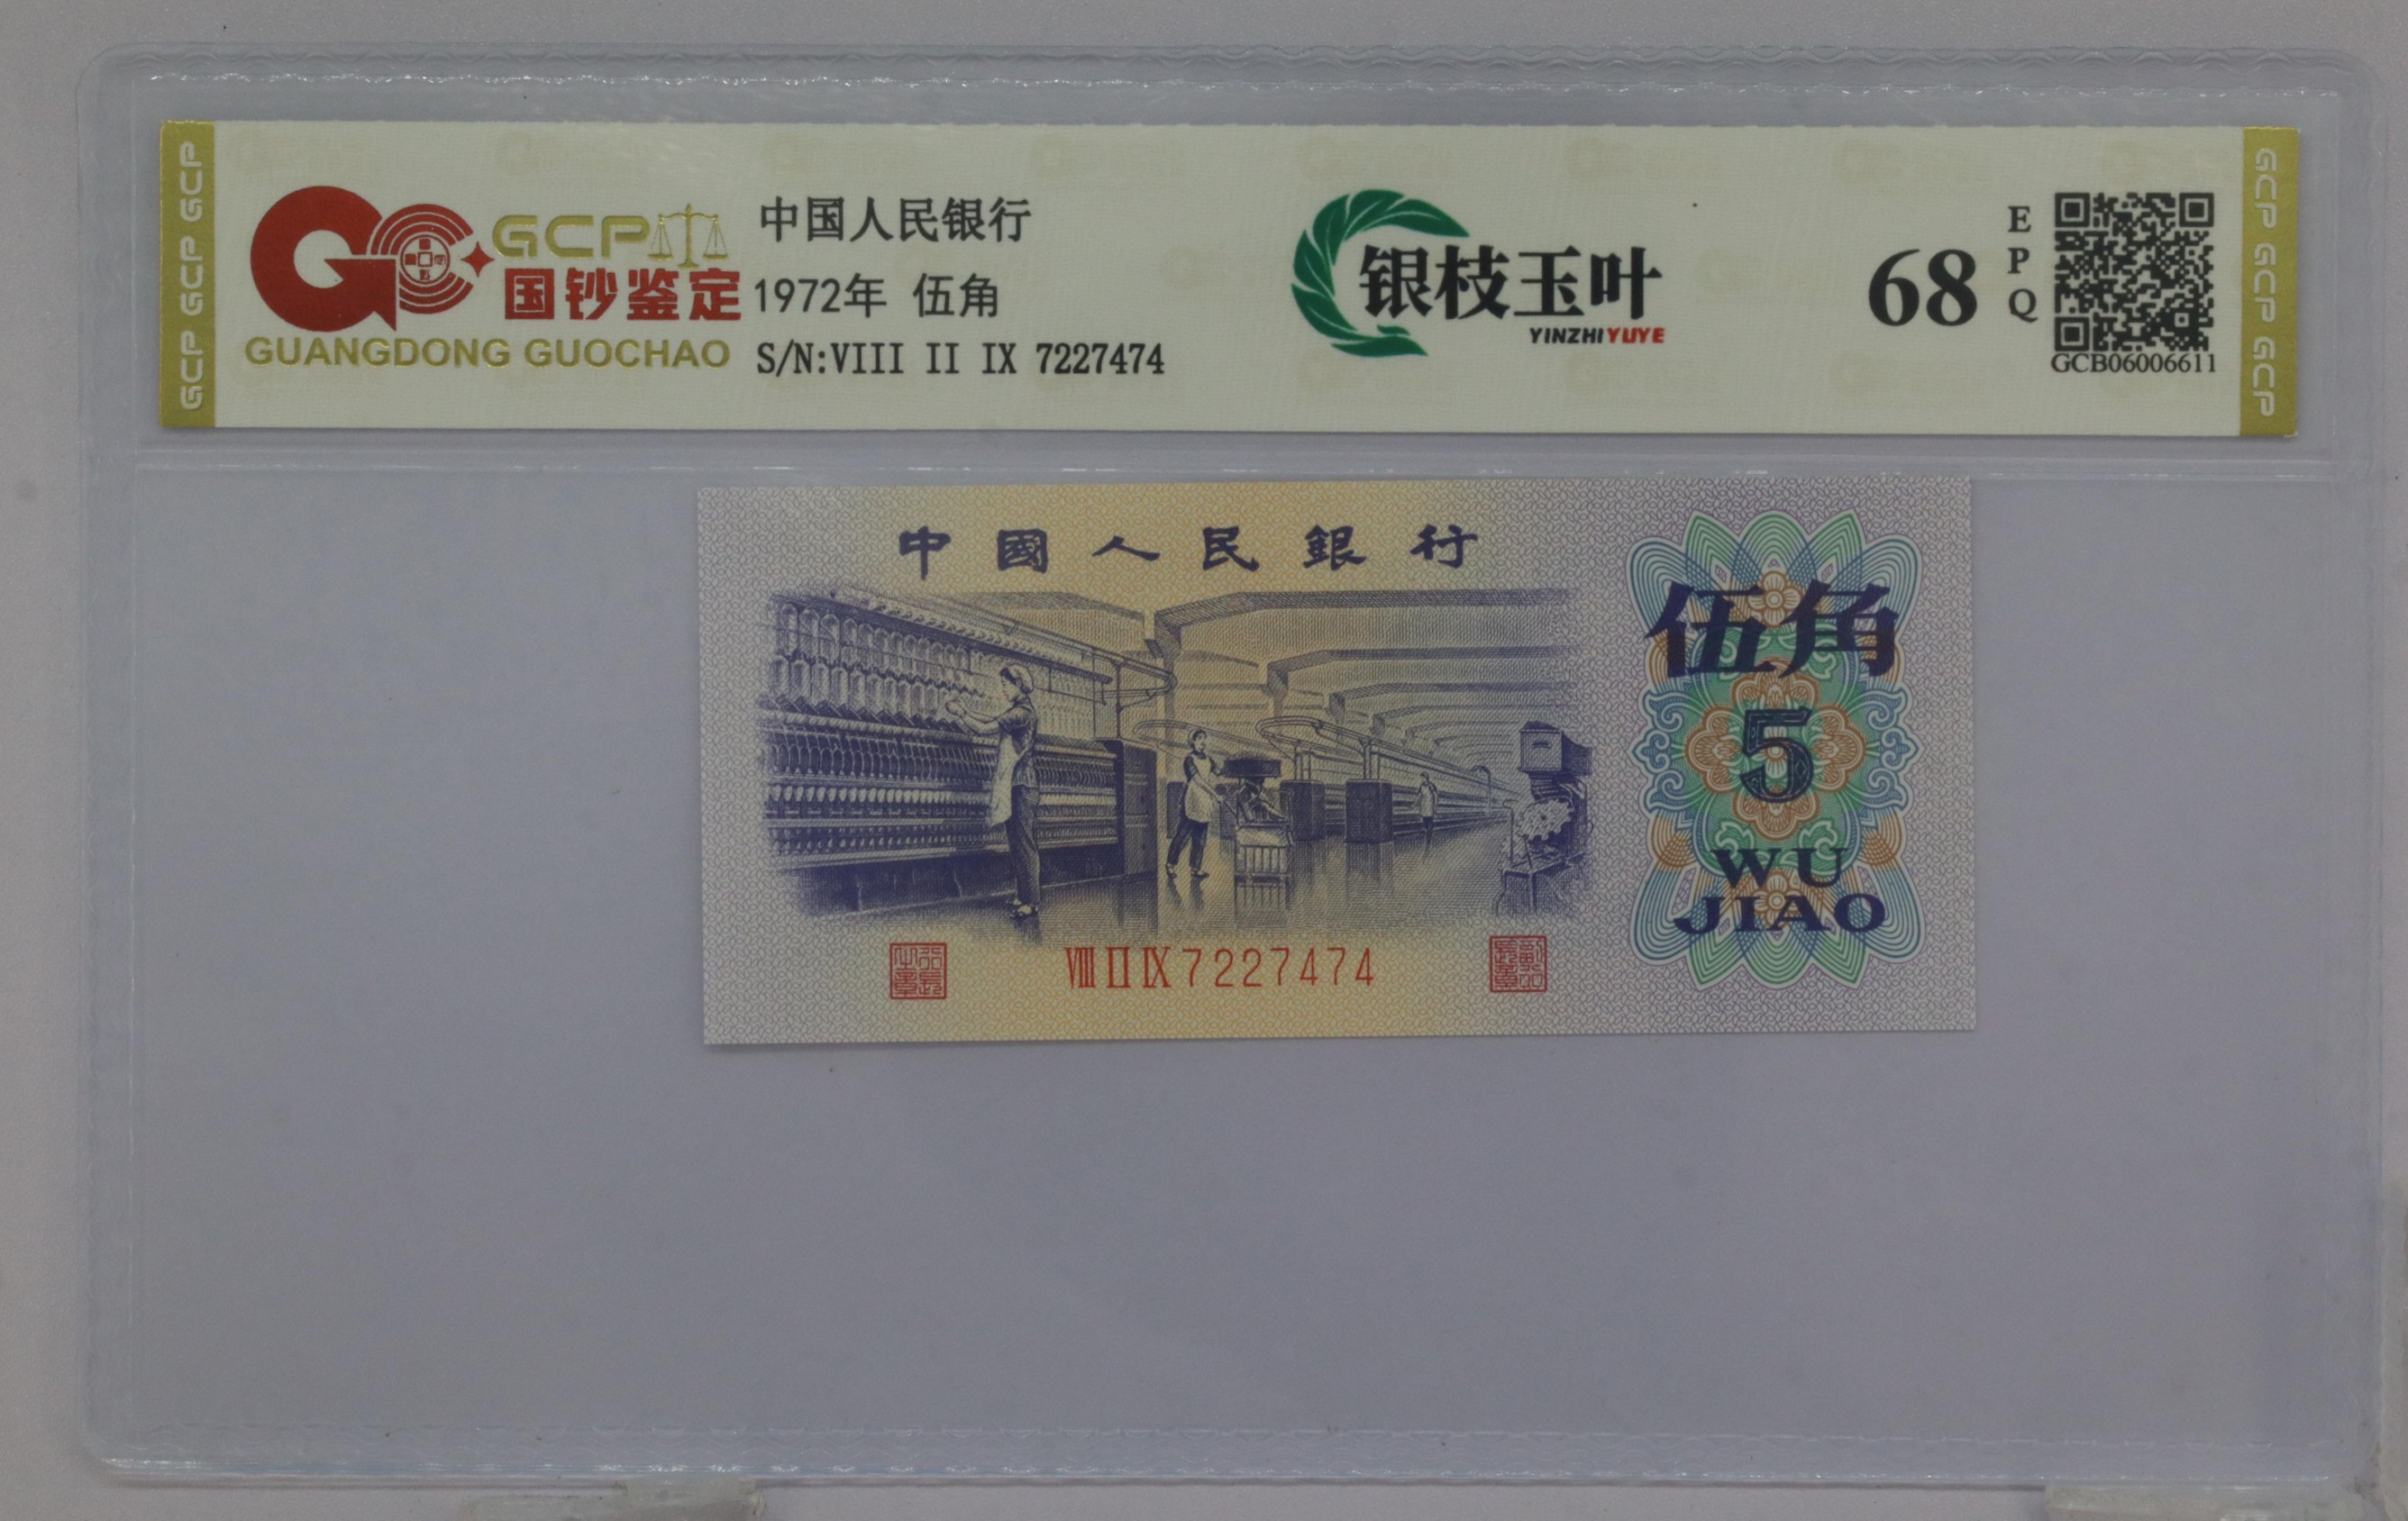 GCP GCP GCP
GCP
国钞鉴定
GUANGDONG GUOCHAO
中国人民银行
1972年 伍角
S/N:VIII II IX 7227474
银枝玉叶
YINZHIYUYE
68
EPQ
GCB06006611
GCP GCP GCP
中國人民銀行
伍角
5
WU
JIAO
VIII II IX 7227474